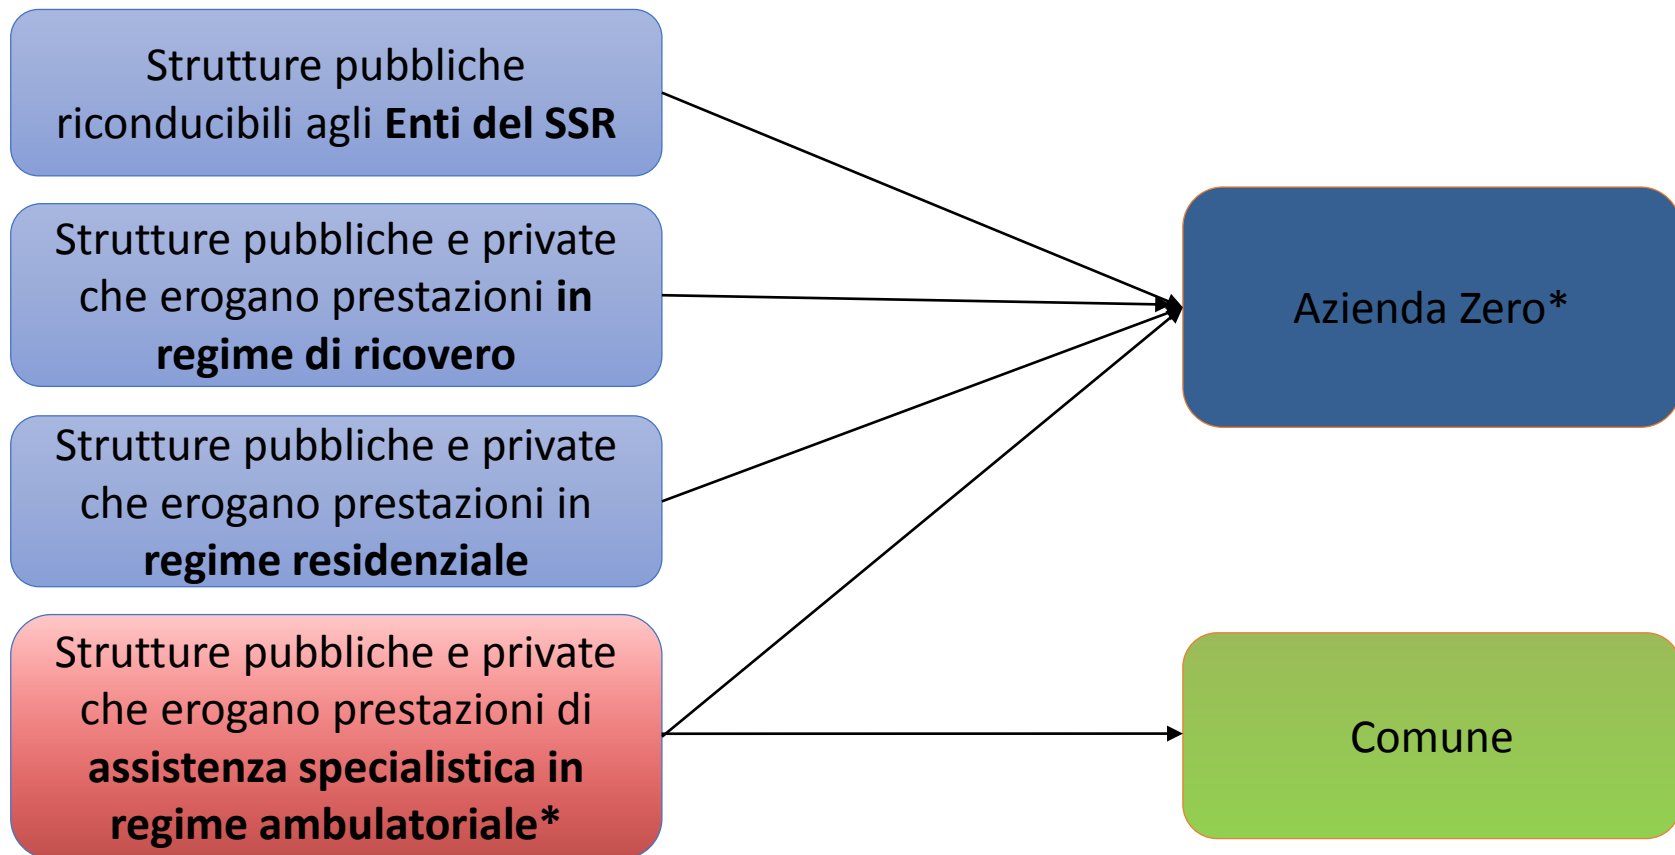 Strutture pubbliche
riconducibili agli Enti del SSR
Strutture pubbliche e private
che erogano prestazioni in
regime di ricovero
Strutture pubbliche e private
che erogano prestazioni in
regime residenziale
Strutture pubbliche e private
che erogano prestazioni di
assistenza specialistica in
regime ambulatoriale*
Azienda Zero*
Comune